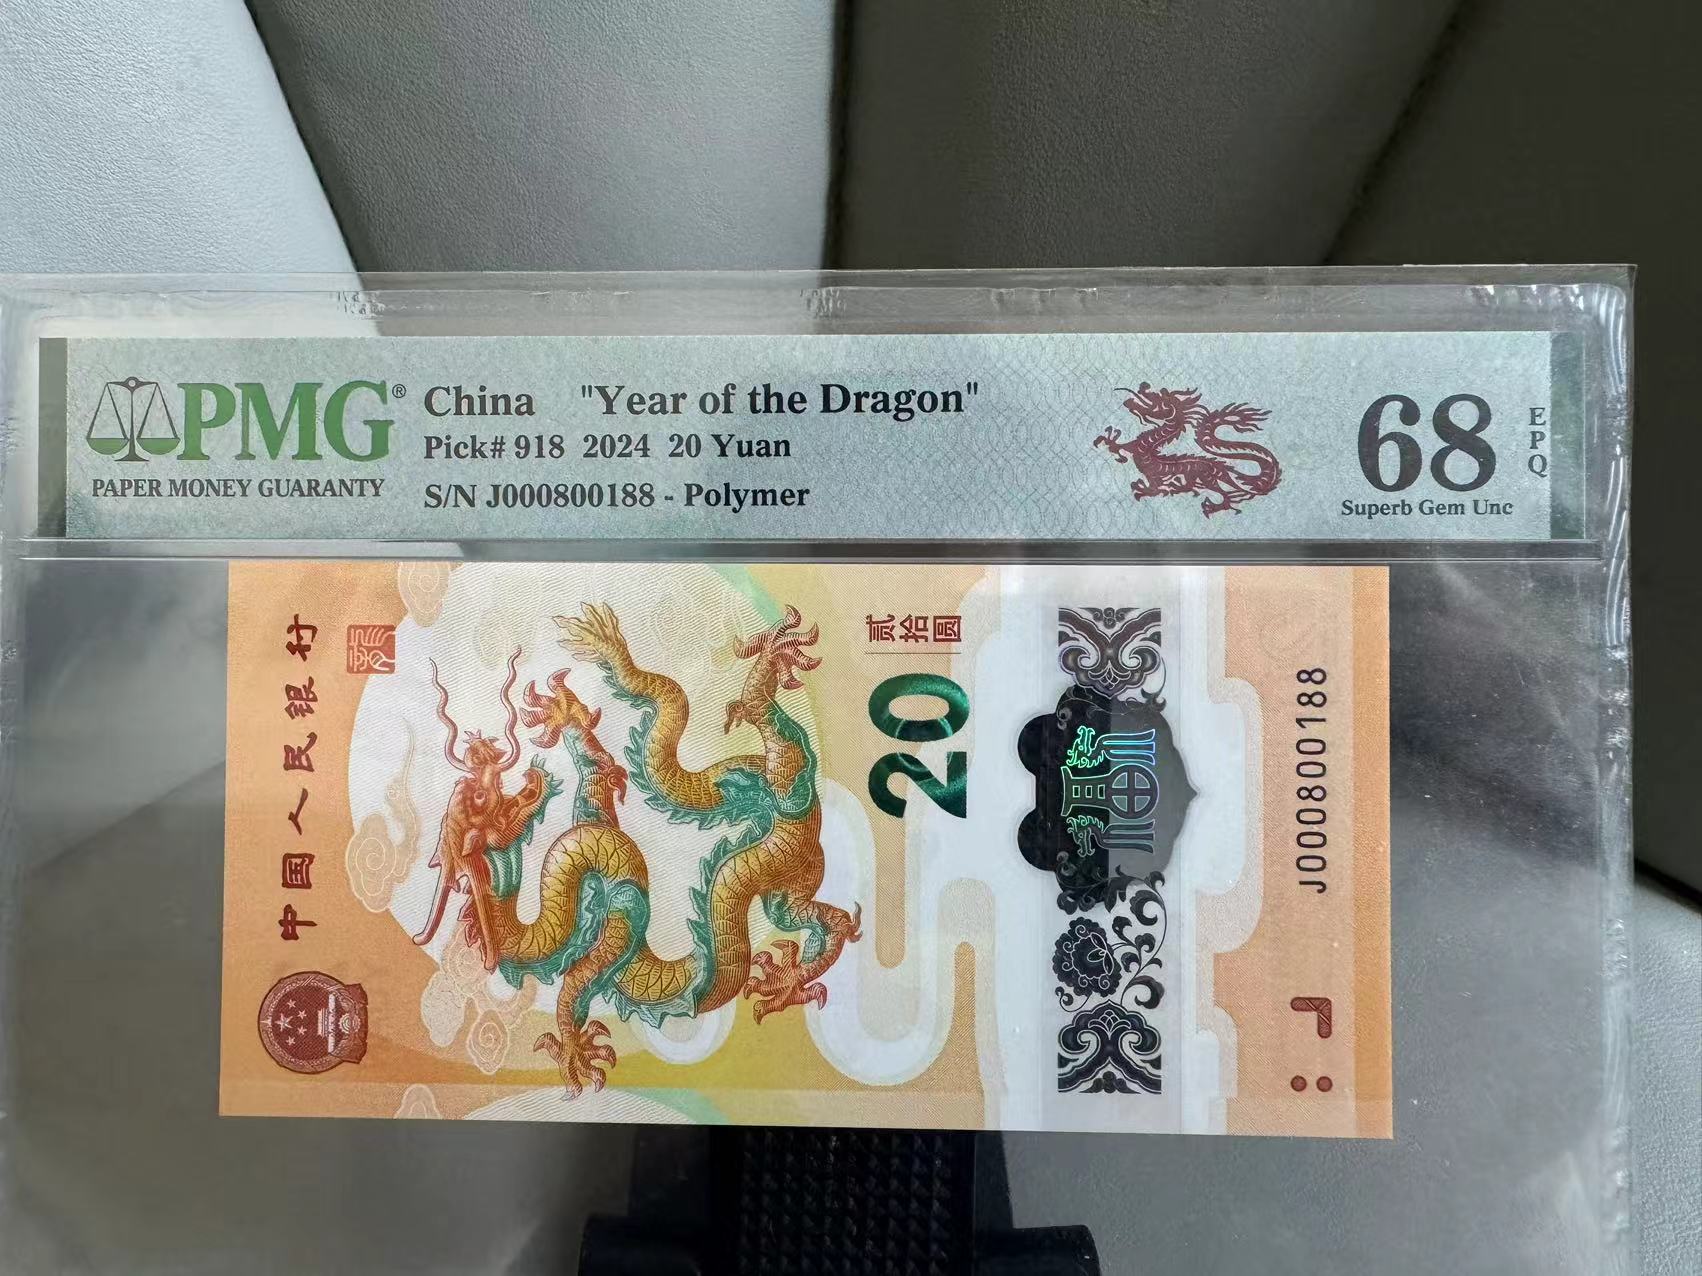 PMG®
PAPER MONEY GUARANTY
China "Year of the Dragon"
Pick# 918 2024 20 Yuan
S/N J000800188 - Polymer
68
EPQ
Superb Gem Unc
中国人民银行
贰拾圆
20
J000800188